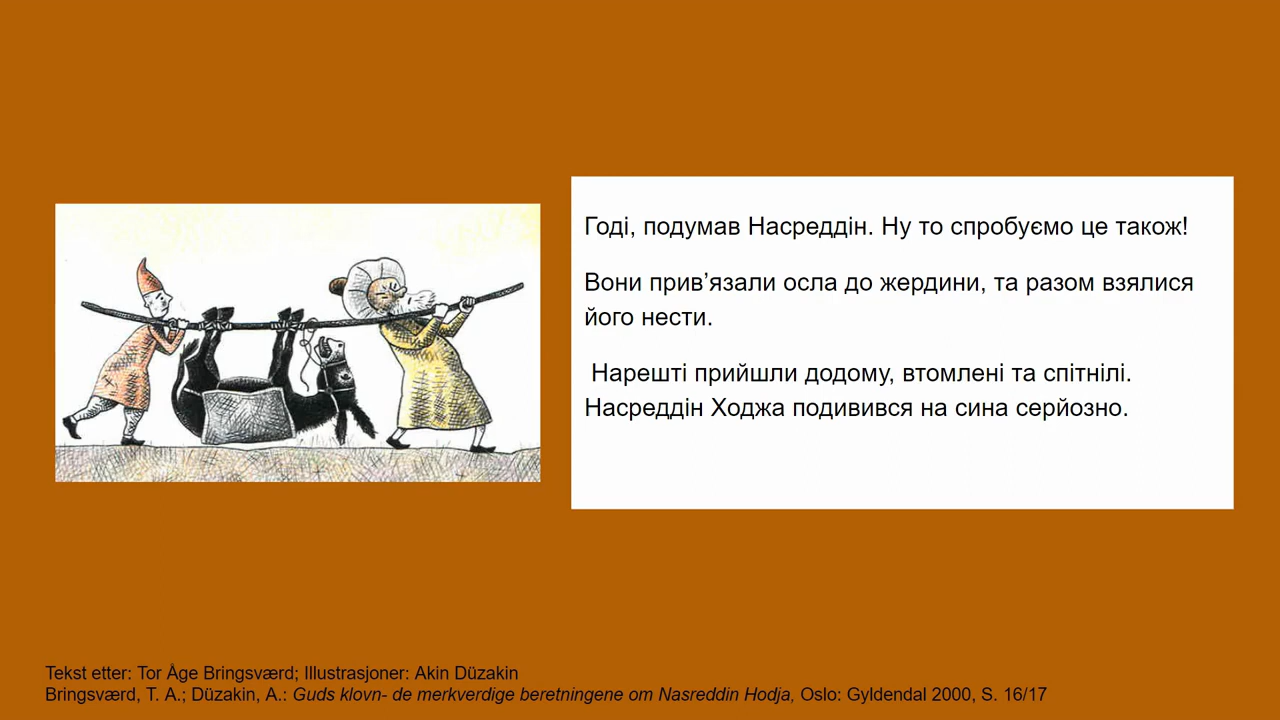 Годі, подумав Насреддін. Ну то спробуємо це також!
Вони прив’язали осла до жердини, та разом взялися
його нести.
Нарешті прийшли додому, втомлені та спітнілі.
Насреддін Ходжа подивився на сина серйозно.
Tekst etter: Tor Åge Bringsværd; Illustrasjoner: Akin Düzakin
Bringsværd, T. A.; Düzakin, A.: Guds klovn- de merkverdige beretningene om Nasreddin Hodja, Oslo: Gyldendal 2000, S. 16/17